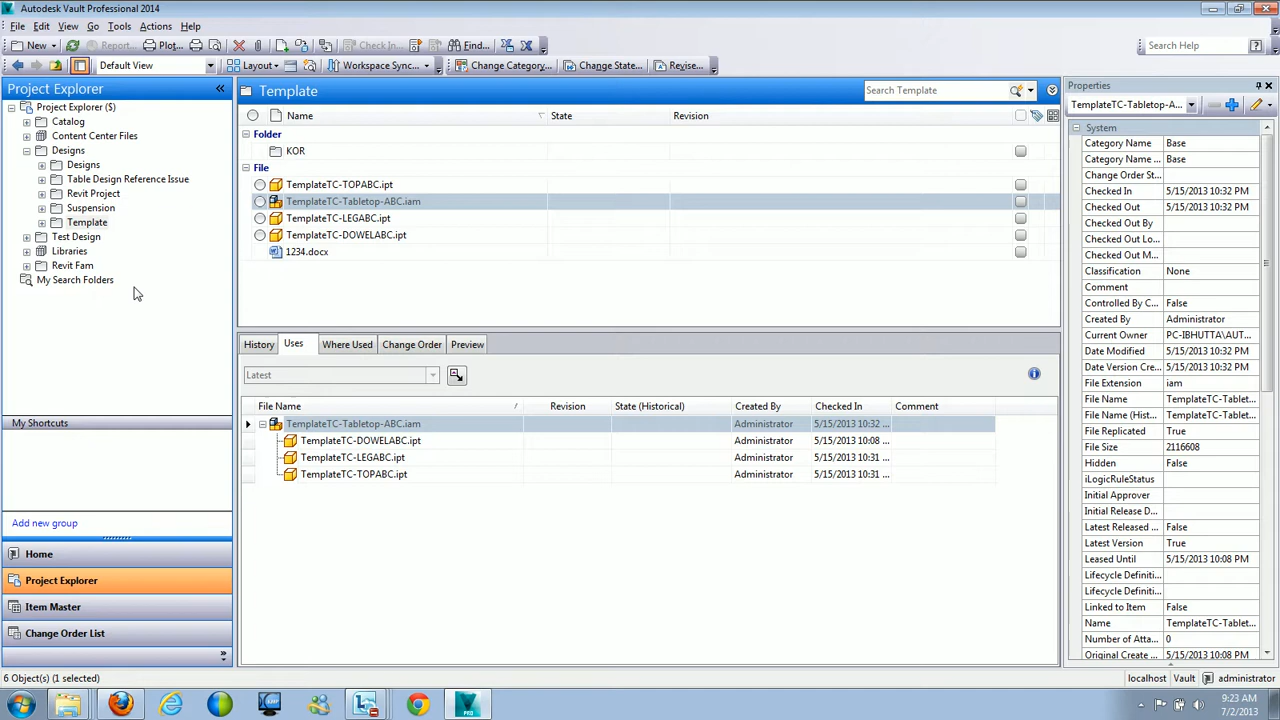 Autodesk Vault Professional 2014
File Edit View Go Tools Actions Help
New Report... Plot... Check In... Find... Search Help
Default View Layout Workspace Sync... Change Category... Change State... Revise...
Project Explorer
Project Explorer ($)
Catalog
Content Center Files
Designs
Designs
Table Design Reference Issue
Revit Project
Suspension
Template
Test Design
Libraries
Revit Fam
My Search Folders
My Shortcuts
Add new group
Home
Project Explorer
Item Master
Change Order List
Template Search Template
Name State Revision
Folder
KOR
File
TemplateTC-TOPABC.ipt
TemplateTC-Tabletop-ABC.iam
TemplateTC-LEGABC.ipt
TemplateTC-DOWELABC.ipt
1234.docx
History Uses Where Used Change Order Preview
Latest
File Name Revision State (Historical) Created By Checked In Comment
TemplateTC-Tabletop-ABC.iam Administrator 5/15/2013 10:32 ...
TemplateTC-DOWELABC.ipt Administrator 5/15/2013 10:08 ...
TemplateTC-LEGABC.ipt Administrator 5/15/2013 10:31 ...
TemplateTC-TOPABC.ipt Administrator 5/15/2013 10:31 ...
Properties
TemplateTC-Tabletop-A...
System
Category Name Base
Category Name ... Base
Change Order St...
Checked In 5/15/2013 10:32 PM
Checked Out 5/15/2013 10:32 PM
Checked Out By
Checked Out Lo...
Checked Out M...
Classification None
Comment
Controlled By C... False
Created By Administrator
Current Owner PC-IBHUTTA\AUT...
Date Modified 5/15/2013 10:32 PM
Date Version Cre... 5/15/2013 10:32 PM
File Extension iam
File Name TemplateTC-Tablet...
File Name (Hist... TemplateTC-Tablet...
File Replicated True
File Size 2116608
Hidden False
iLogicRuleStatus
Initial Approver
Initial Release D...
Latest Released ... False
Latest Version True
Leased Until 5/15/2013 10:08 PM
Lifecycle Definiti...
Lifecycle Definiti...
Linked to Item False
Name TemplateTC-Tablet...
Number of Atta... 0
Original Create ... 5/15/2013 10:08 PM
6 Object(s) (1 selected) localhost Vault administrator
PRO
9:23 AM
7/2/2013